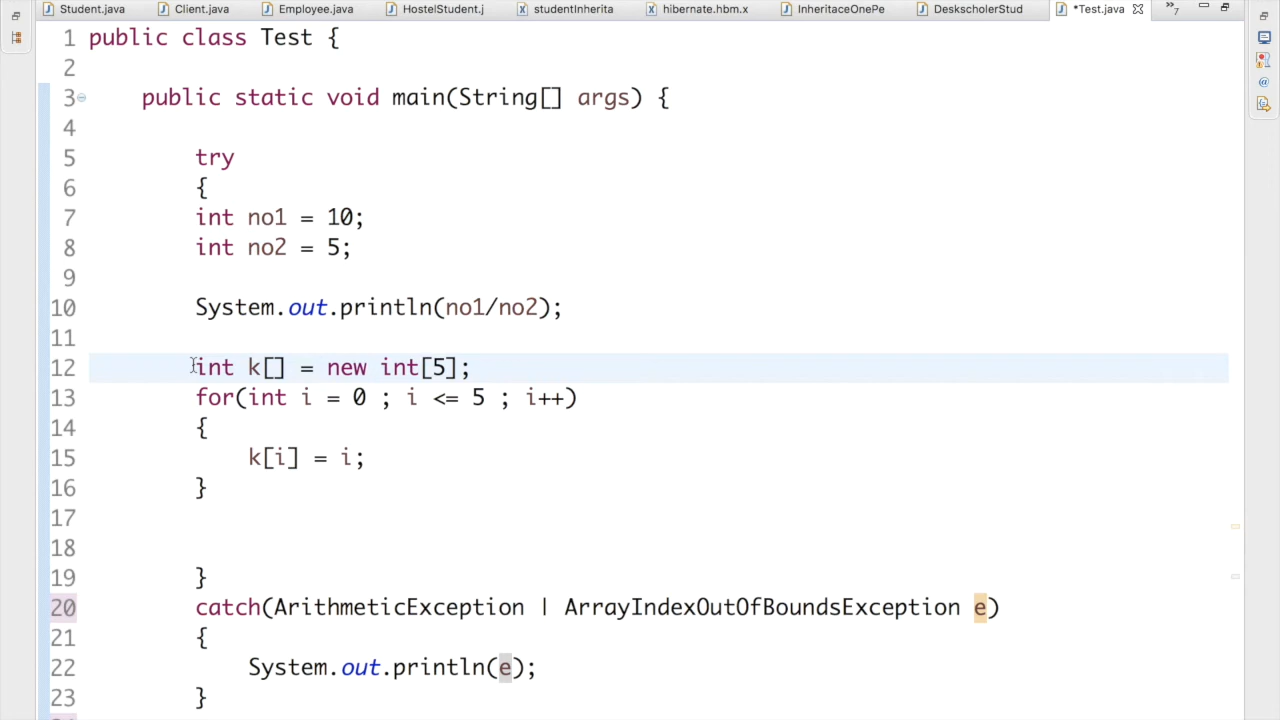 Student.java Client.java Employee.java HostelStudent.j studentInherita hibernate.hbm.x InheritaceOnePe DeskscholerStud *Test.java »7
1 public class Test {
2
3 public static void main(String[] args) {
4
5 try
6 {
7 int no1 = 10;
8 int no2 = 5;
9
10 System.out.println(no1/no2);
11
12 int k[] = new int[5];
13 for(int i = 0 ; i <= 5 ; i++)
14 {
15 k[i] = i;
16 }
17
18
19 }
20 catch(ArithmeticException | ArrayIndexOutOfBoundsException e)
21 {
22 System.out.println(e);
23 }